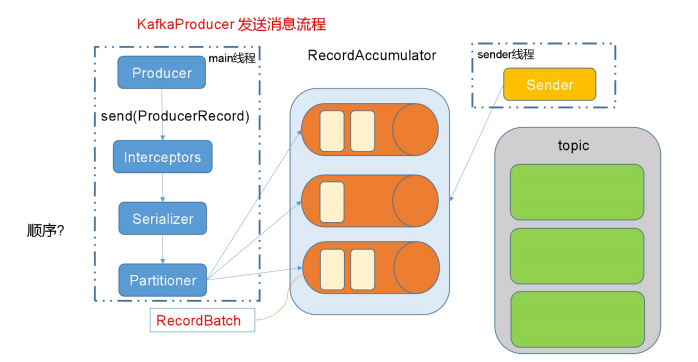 KafkaProducer 发送消息流程
main线程
Producer
send(ProducerRecord)
Interceptors
Serializer
顺序?
Partitioner
RecordBatch
RecordAccumulator
sender线程
Sender
topic